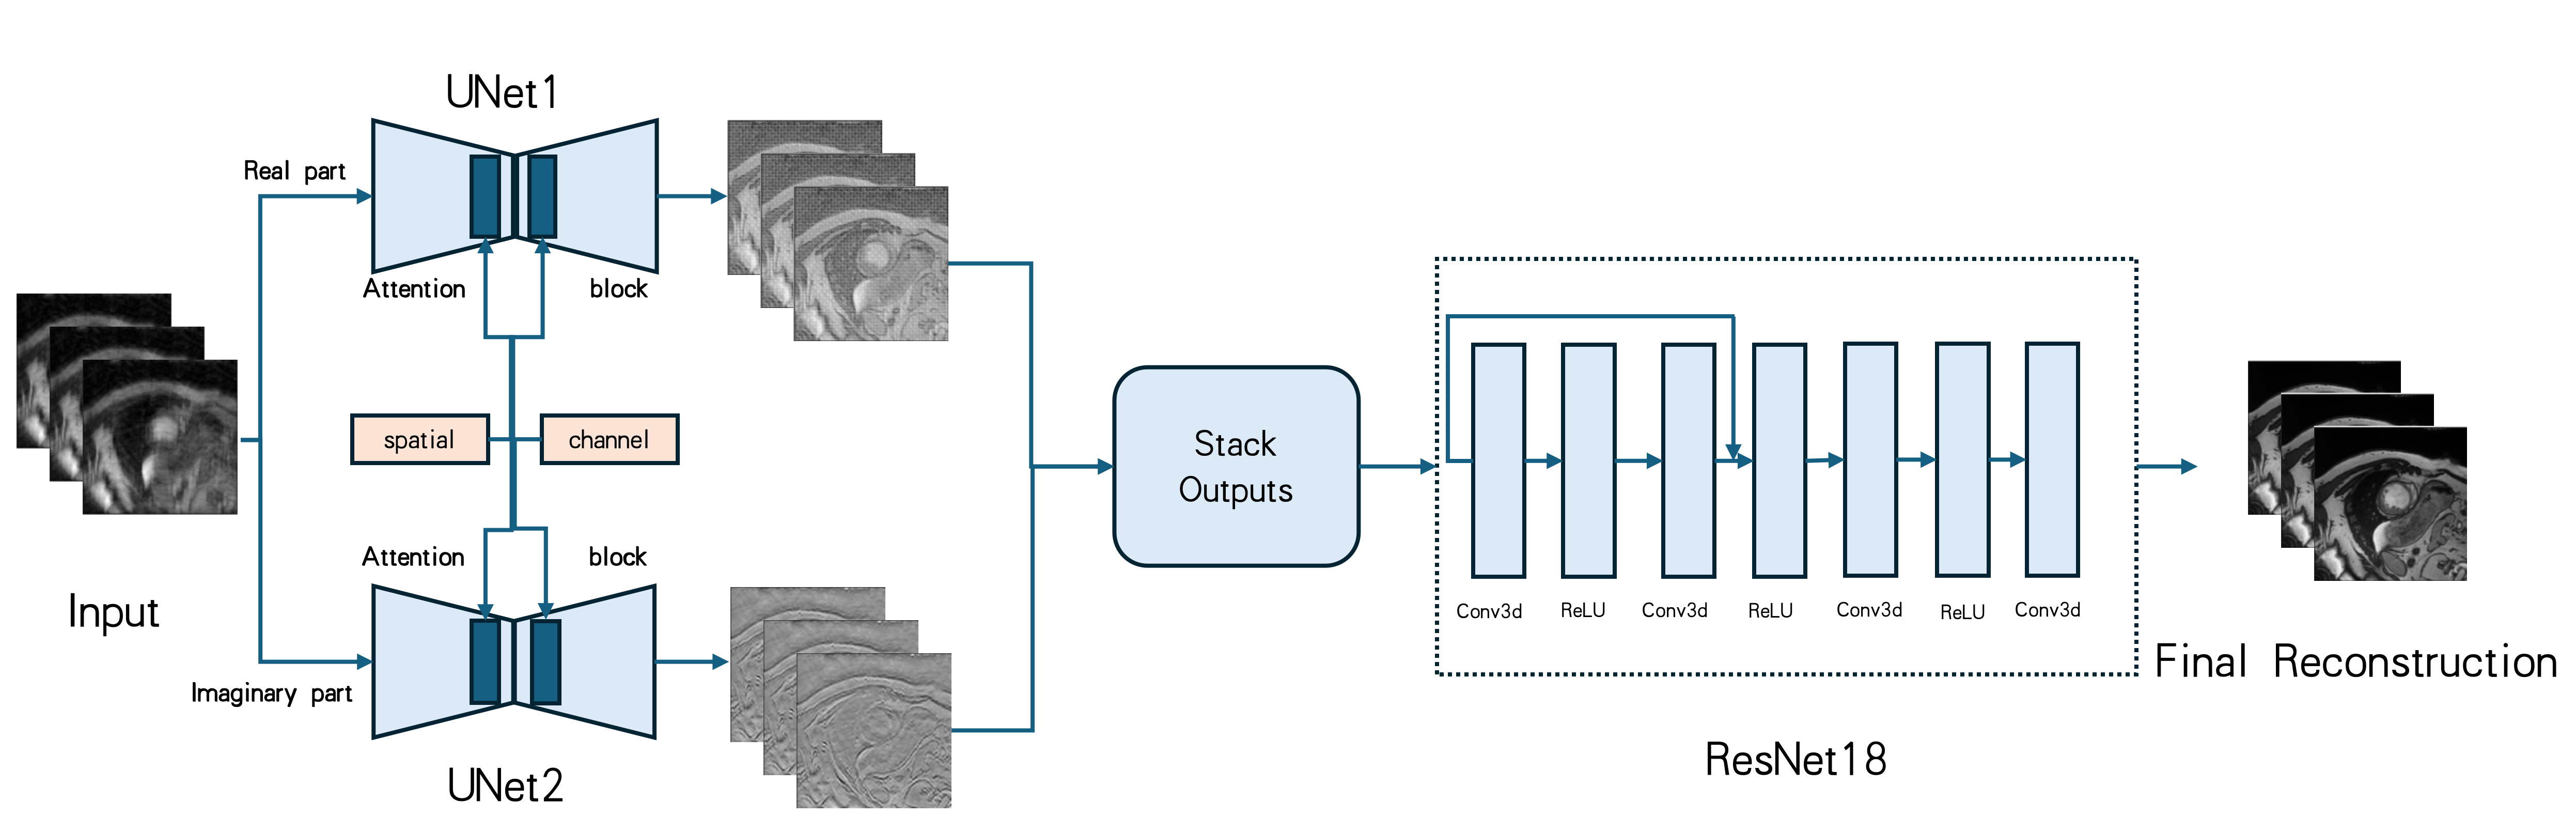 UNet1
Real part
Attention block
Input
spatial channel
Attention block
Imaginary part
UNet2
Stack
Outputs
Conv3d ReLU Conv3d ReLU Conv3d ReLU Conv3d
ResNet18
Final Reconstruction